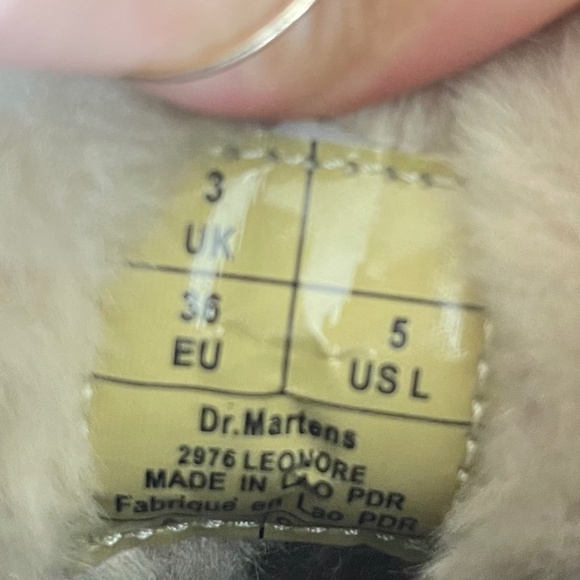 3
UK
36
EU
5
US L
Dr.Martens
2976 LEONORE
MADE IN LAO PDR
Fabriqué en Lao PDR